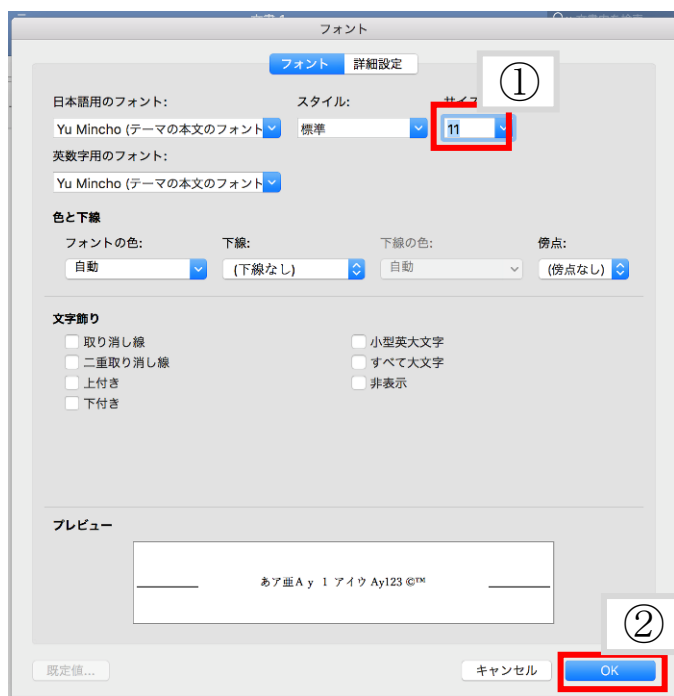 フォント
フォント 詳細設定
①
日本語用のフォント: スタイル:
Yu Mincho (テーマの本文のフォント 標準 11
英数字用のフォント:
Yu Mincho (テーマの本文のフォント
色と下線
フォントの色: 下線: 下線の色: 傍点:
自動 (下線なし) 自動 (傍点なし)
文字飾り
取り消し線 小型英大文字
二重取り消し線 すべて大文字
上付き 非表示
下付き
プレビュー
あア亜Ａｙ １ アイウ Ay123 ©™
②
既定値... キャンセル OK